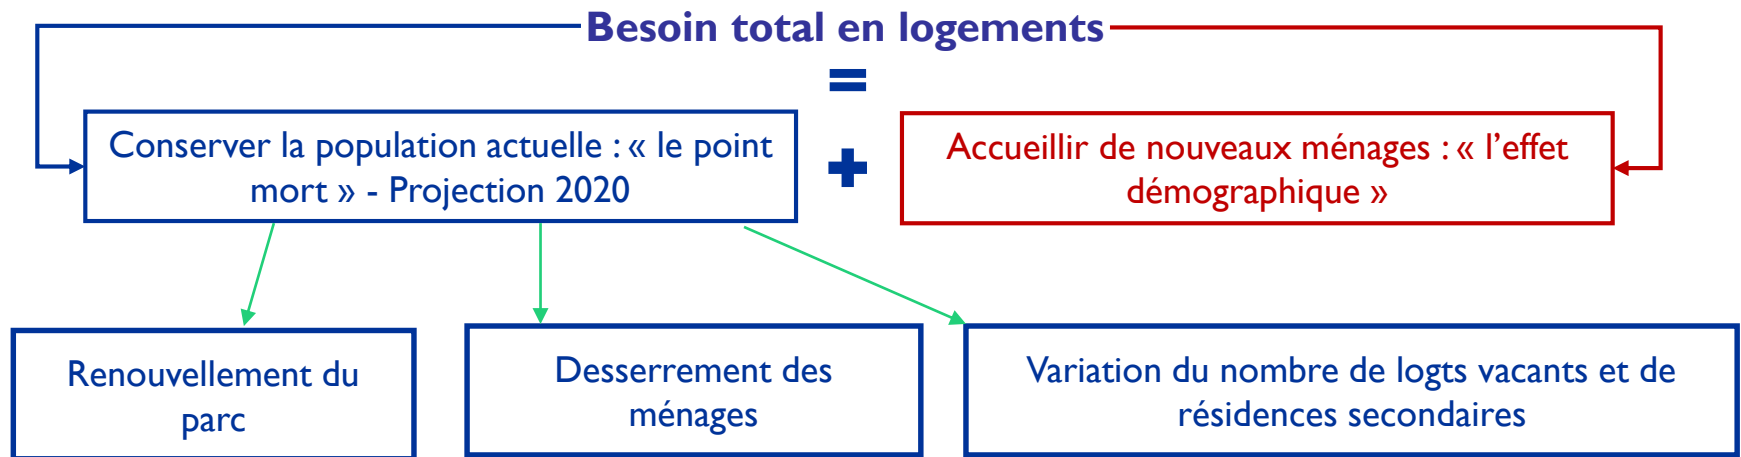 Besoin total en logements
=
Conserver la population actuelle : « le point
mort » - Projection 2020
+
Accueillir de nouveaux ménages : « l’effet
démographique »
Renouvellement du
parc
Desserrement des
ménages
Variation du nombre de logts vacants et de
résidences secondaires